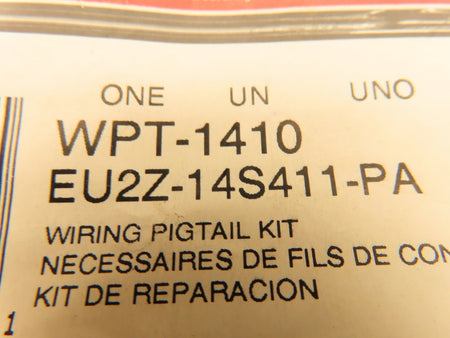 ONE UN UNO
WPT-1410
EU2Z-14S411-PA
WIRING PIGTAIL KIT
NECESSAIRES DE FILS DE CON
KIT DE REPARACION
1